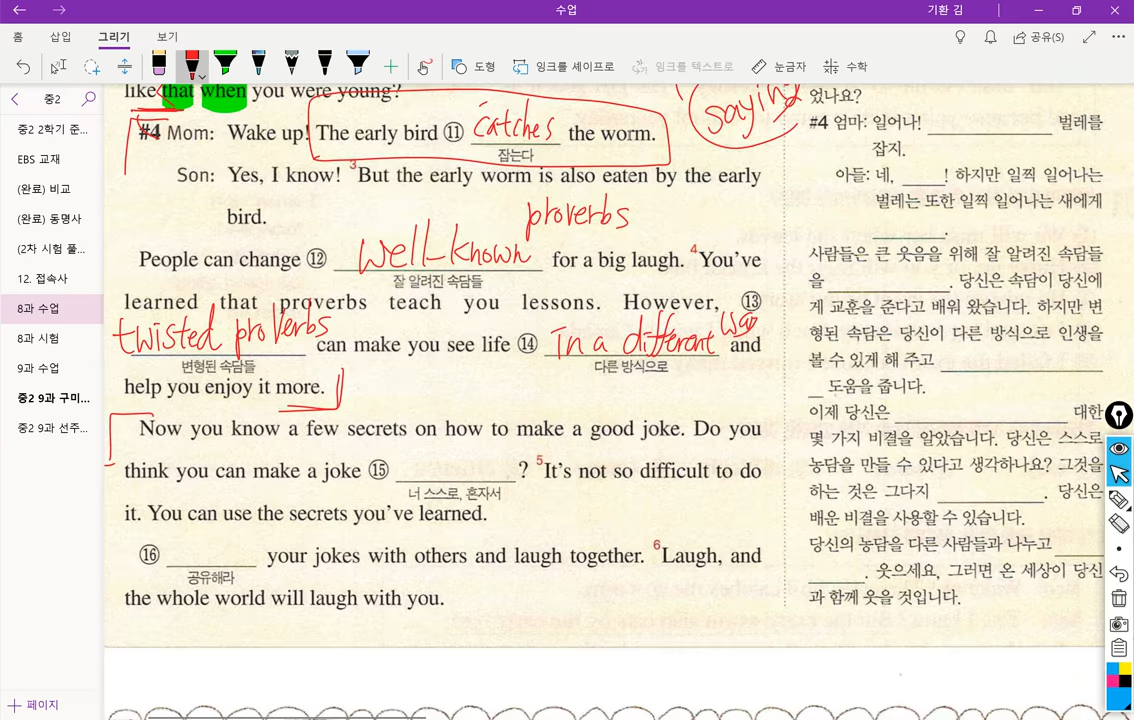 수업
기환 김
홈 삽입 그리기 보기
공유(S)
도형 잉크를 셰이프로 잉크를 텍스트로 눈금자 수학
중2
중2 2학기 준...
EBS 교재
(완료) 비교
(완료) 동명사
(2차 시험 풀...
12. 접속사
8과 수업
8과 시험
9과 수업
중2 9과 구미...
중2 9과 선주...
페이지
like that when you were young?
saying
#4 Mom: Wake up! The early bird ⑪ catches the worm.
잡는다
Son: Yes, I know! 3But the early worm is also eaten by the early
bird.
proverbs
People can change ⑫ well-known for a big laugh. 4You've
잘 알려진 속담들
learned that proverbs teach you lessons. However, ⑬
twisted proverbs can make you see life ⑭ in a different way and
변형된 속담들 다른 방식으로
help you enjoy it more.
Now you know a few secrets on how to make a good joke. Do you
think you can make a joke ⑮ ? 5It's not so difficult to do
너 스스로, 혼자서
it. You can use the secrets you've learned.
⑯ your jokes with others and laugh together. 6Laugh, and
공유해라
the whole world will laugh with you.
었나요?
#4 엄마: 일어나! 벌레를
잡지.
아들: 네, ! 하지만 일찍 일어나는
벌레는 또한 일찍 일어나는 새에게
사람들은 큰 웃음을 위해 잘 알려진 속담들
을 . 당신은 속담이 당신에
게 교훈을 준다고 배워 왔습니다. 하지만 변
형된 속담은 당신이 다른 방식으로 인생을
볼 수 있게 해 주고
도움을 줍니다.
이제 당신은 대한
몇 가지 비결을 알았습니다. 당신은 스스로
농담을 만들 수 있다고 생각하나요? 그것을
하는 것은 그다지 . 당신은
배운 비결을 사용할 수 있습니다.
당신의 농담을 다른 사람들과 나누고
. 웃으세요, 그러면 온 세상이 당신
과 함께 웃을 것입니다.